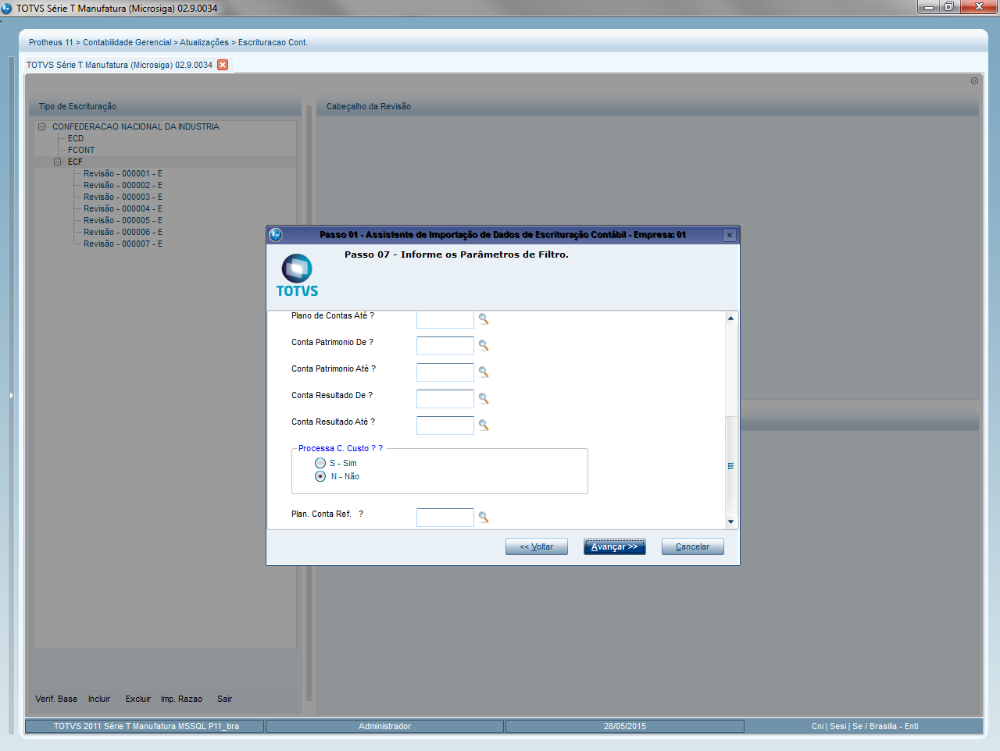 TOTVS Série T Manufatura (Microsiga) 02.9.0034
Protheus 11 > Contabilidade Gerencial > Atualizações > Escrituracao Cont.
TOTVS Série T Manufatura (Microsiga) 02.9.0034
Tipo de Escrituração
Cabeçalho da Revisão
CONFEDERACAO NACIONAL DA INDUSTRIA
ECD
FCONT
ECF
Revisão - 000001 - E
Revisão - 000002 - E
Revisão - 000003 - E
Revisão - 000004 - E
Revisão - 000005 - E
Revisão - 000006 - E
Revisão - 000007 - E
Passo 01 - Assistente de Importação de Dados de Escrituração Contábil - Empresa: 01
Passo 07 - Informe os Parâmetros de Filtro.
TOTVS
Plano de Contas Até ?
Conta Patrimonio De ?
Conta Patrimonio Até ?
Conta Resultado De ?
Conta Resultado Até ?
Processa C. Custo ? ?
S - Sim
N - Não
Plan. Conta Ref. ?
<< Voltar
Avançar >>
Cancelar
Verif. Base Incluir Excluir Imp. Razao Sair
TOTVS 2011 Série T Manufatura MSSQL P11_bra
Administrador
28/05/2015
Cni | Sesi | Se / Brasilia - Enti